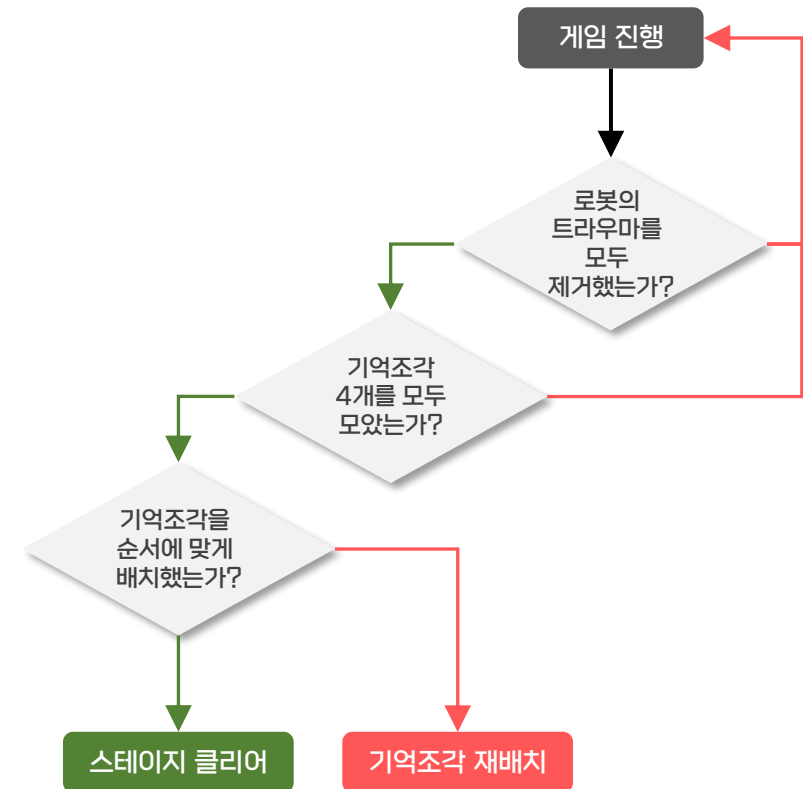 게임 진행
로봇의
트라우마를
모두
제거했는가?
기억조각
4개를 모두
모았는가?
기억조각을
순서에 맞게
배치했는가?
스테이지 클리어
기억조각 재배치